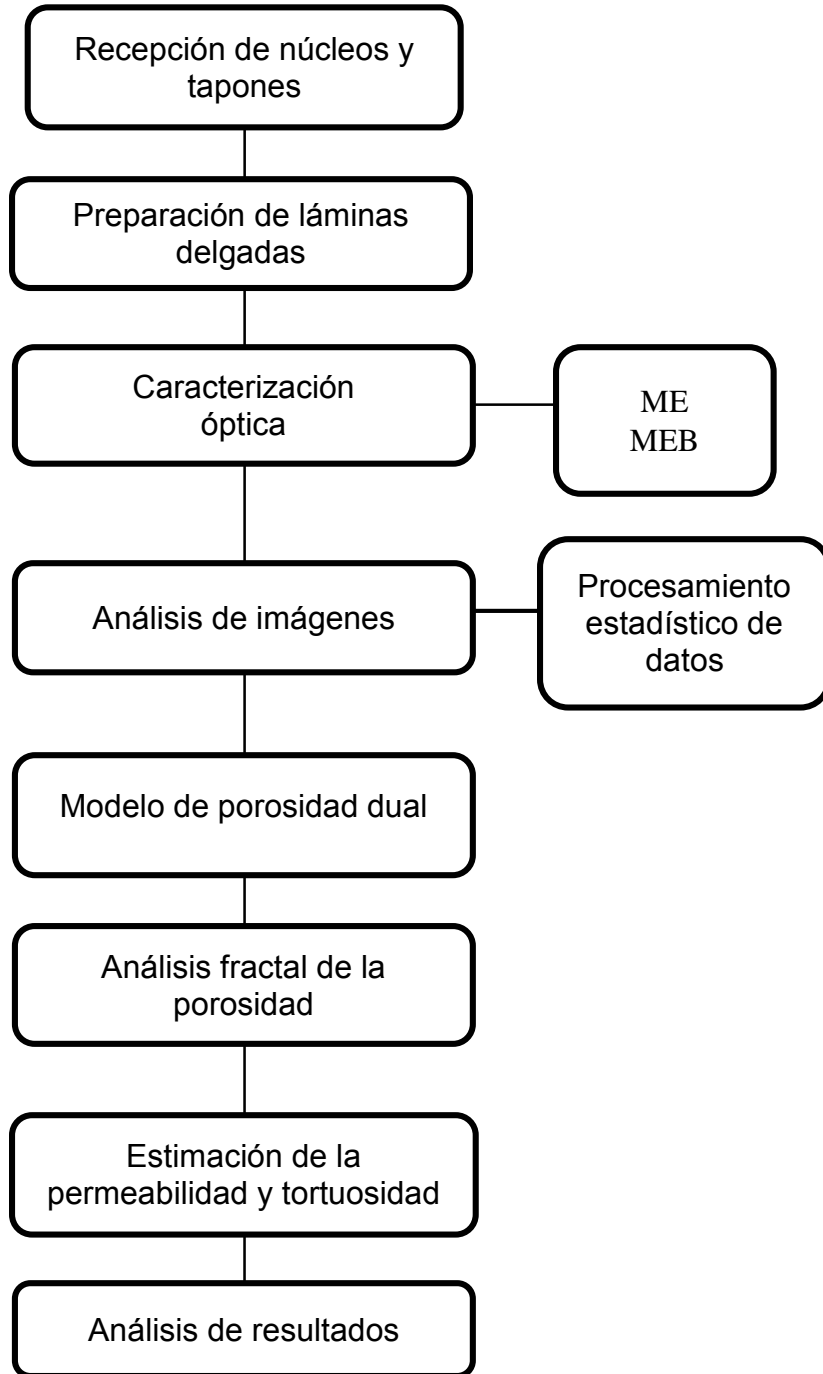 Recepción de núcleos y
tapones
Preparación de láminas
delgadas
Caracterización
óptica
ME
MEB
Análisis de imágenes
Procesamiento
estadístico de
datos
Modelo de porosidad dual
Análisis fractal de la
porosidad
Estimación de la
permeabilidad y tortuosidad
Análisis de resultados